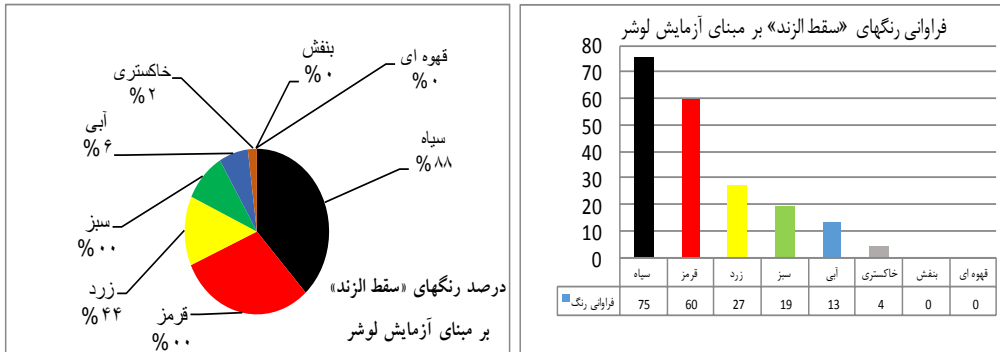 فراوانی رنگهای «سقط الزند» بر مبنای آزمایش لوشر
80
70
60
50
40
30
20
10
0
سیاه
قرمز
زرد
سبز
آبی
خاکستری
بنفش
قهوه ای
فراوانی رنگ
75
60
27
19
13
4
0
0
قهوه ای
%۰
بنفش
%۰
خاکستری
%۲
آبی
%۶
سبز
%۰۰
زرد
%۴۴
قرمز
%۰۰
سیاه
%۸۸
درصد رنگهای «سقط الزند»
بر مبنای آزمایش لوشر